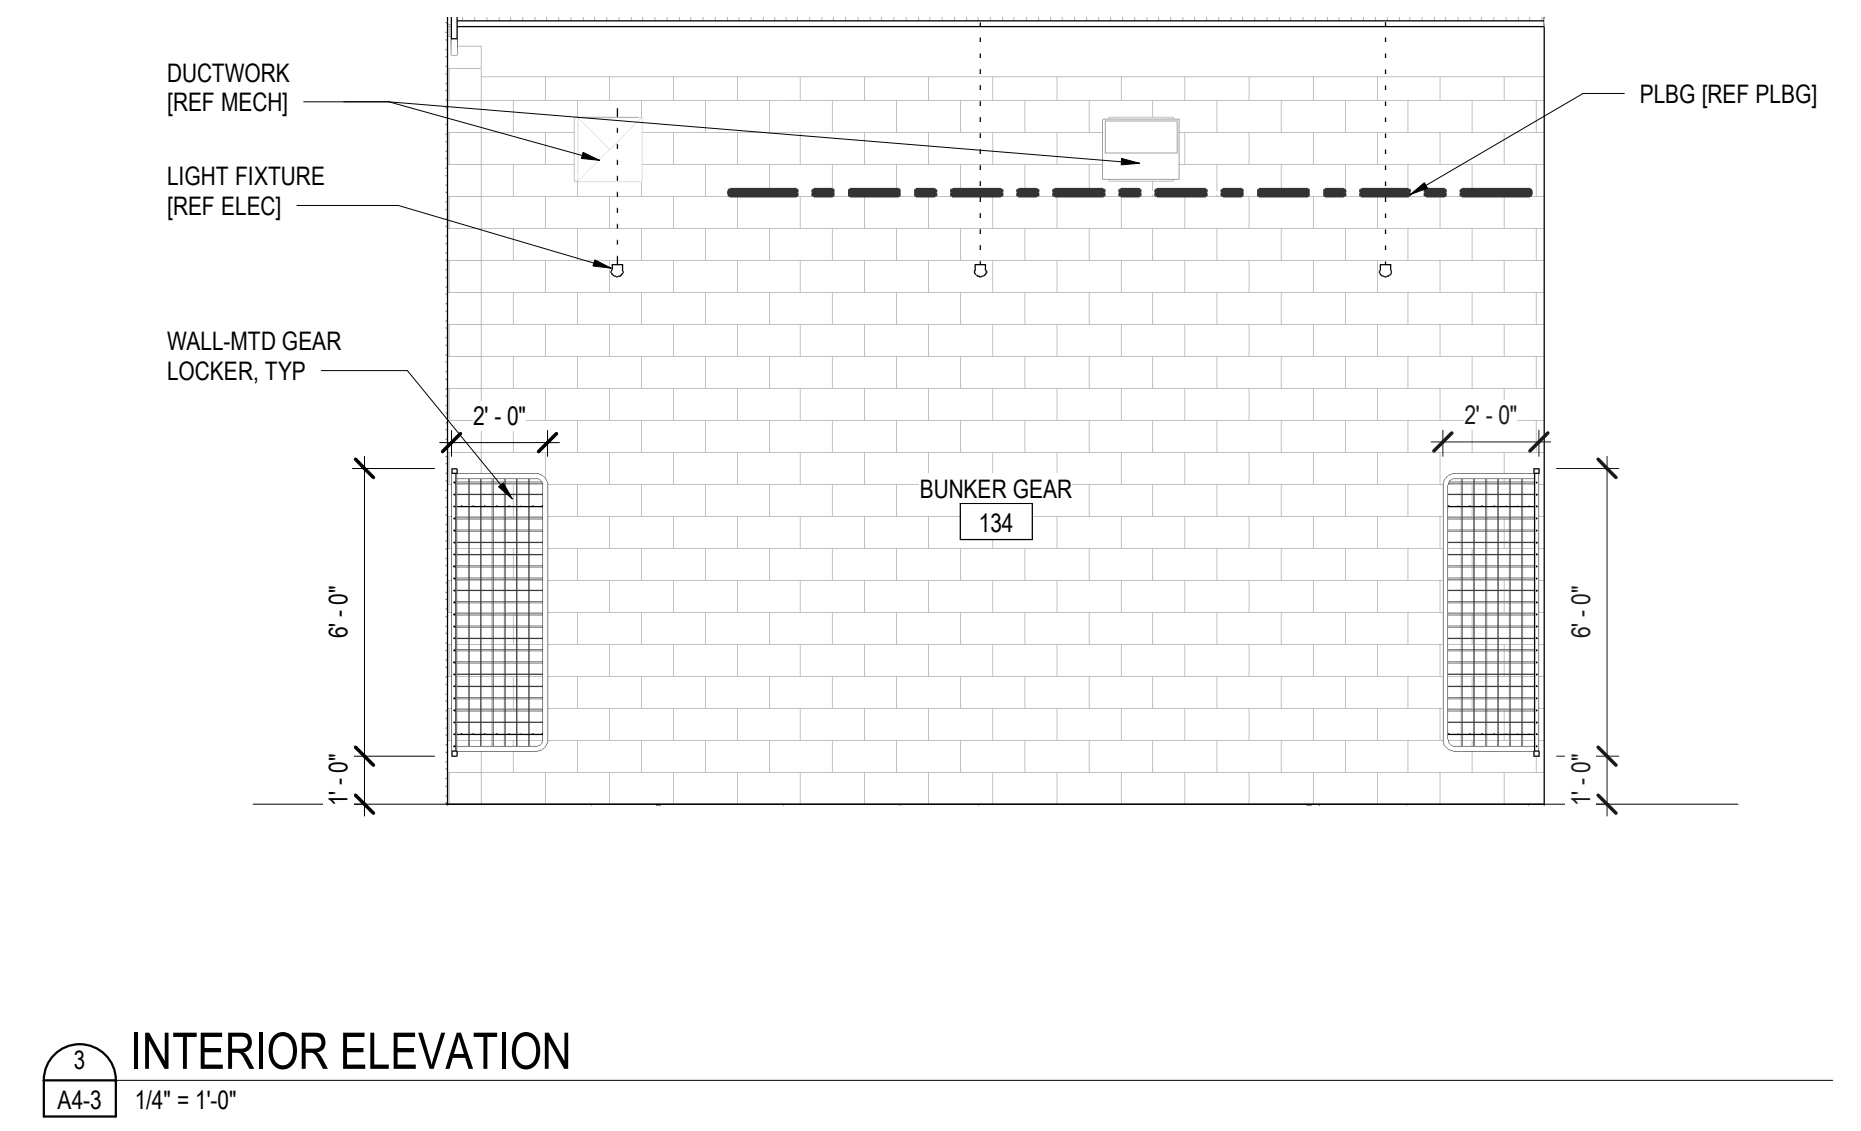 DUCTWORK
[REF MECH]
PLBG [REF PLBG]
LIGHT FIXTURE
[REF ELEC]
WALL-MTD GEAR
LOCKER, TYP
2' - 0"
2' - 0"
BUNKER GEAR
134
6' - 0"
6' - 0"
1' - 0"
1' - 0"
3
INTERIOR ELEVATION
A4-3
1/4" = 1'-0"